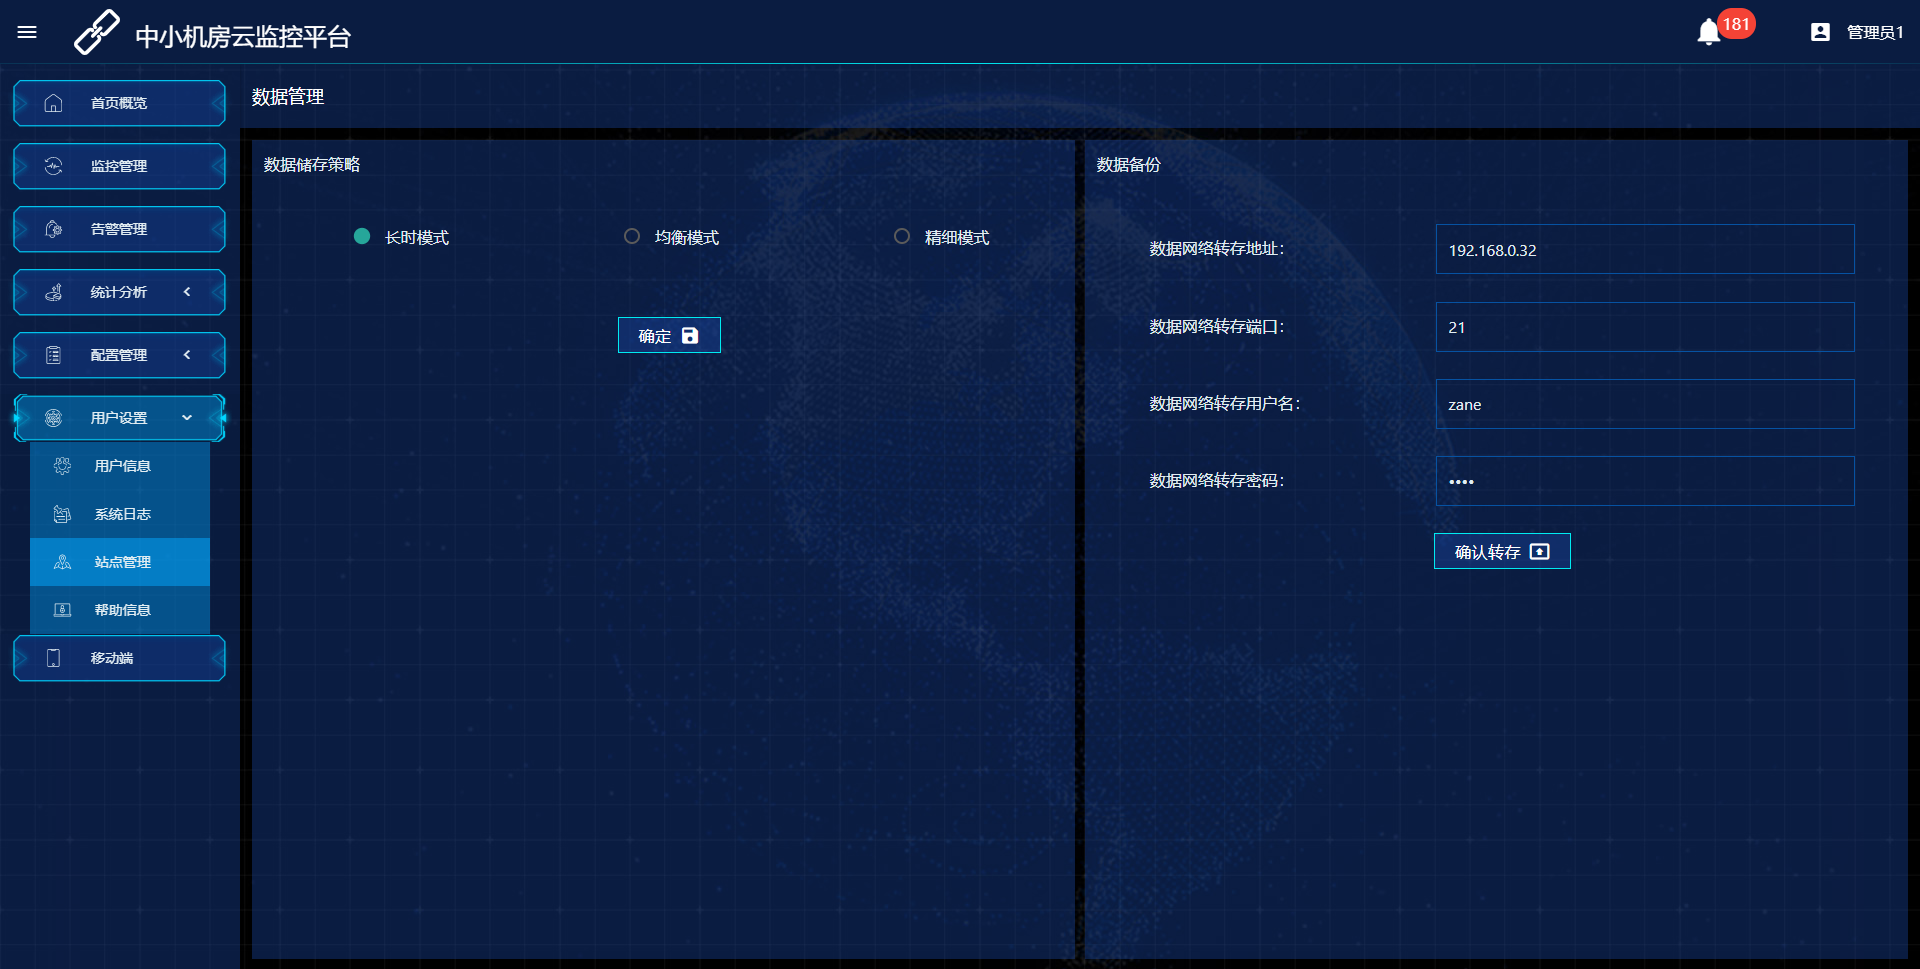 中小机房云监控平台
181
管理员1
首页概览
监控管理
告警管理
统计分析
配置管理
用户设置
用户信息
系统日志
站点管理
帮助信息
移动端
数据管理
数据储存策略
长时模式
均衡模式
精细模式
确定
数据备份
数据网络转存地址：
192.168.0.32
数据网络转存端口：
21
数据网络转存用户名：
zane
数据网络转存密码：
••••
确认转存